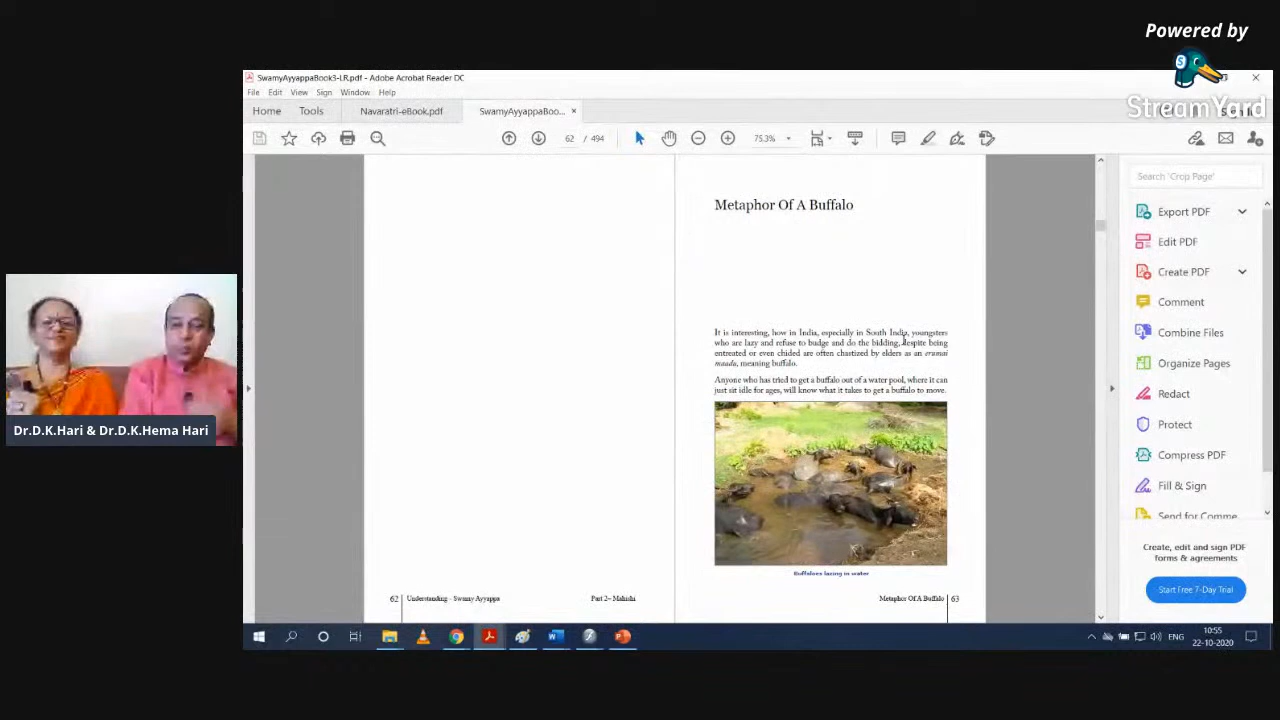 Powered by
StreamYard
SwamyAyyappaBook3-LR.pdf - Adobe Acrobat Reader DC
File Edit View Sign Window Help
Home Tools Navaratri-eBook.pdf SwamyAyyappaBoo... ×
62 / 494 75.3%
Search 'Crop Page'
Export PDF
Edit PDF
Create PDF
Comment
Combine Files
Organize Pages
Redact
Protect
Compress PDF
Fill & Sign
Send for Comme
Create, edit and sign PDF
forms & agreements
Start Free 7-Day Trial
Metaphor Of A Buffalo
It is interesting, how in India, especially in South India, youngsters
who are lazy and refuse to budge and do the bidding, despite being
entreated or even chided are often chastized by elders as an erumai
maadu, meaning buffalo.
Anyone who has tried to get a buffalo out of a water pool, where it can
just sit idle for ages, will know what it takes to get a buffalo to move.
Buffaloes lazing in water
62 Understanding - Swamy Ayyappa Part 2- Mahishi
Metaphor Of A Buffalo 63
Dr.D.K.Hari & Dr.D.K.Hema Hari
ENG
10:55
22-10-2020